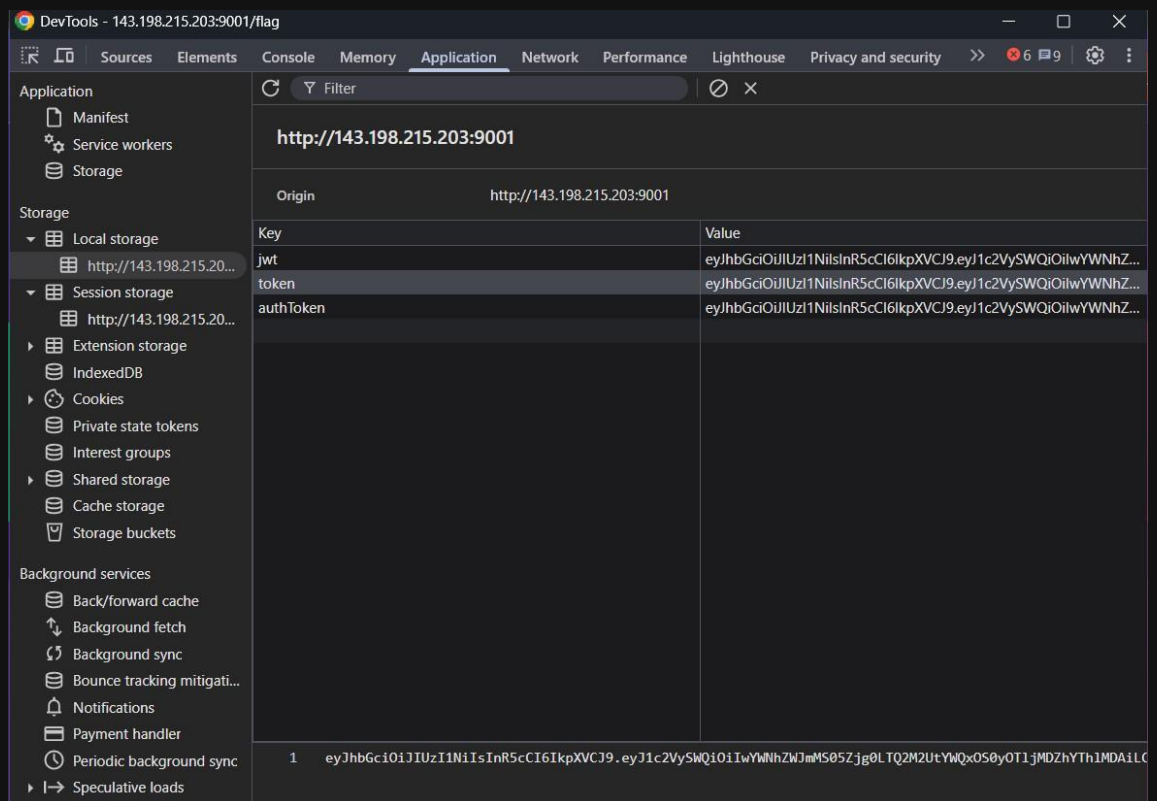 DevTools - 143.198.215.203:9001/flag
Sources Elements Console Memory Application Network Performance Lighthouse Privacy and security 6 9
Application
Manifest
Service workers
Storage
Storage
Local storage
http://143.198.215.20...
Session storage
http://143.198.215.20...
Extension storage
IndexedDB
Cookies
Private state tokens
Interest groups
Shared storage
Cache storage
Storage buckets
Background services
Back/forward cache
Background fetch
Background sync
Bounce tracking mitigati...
Notifications
Payment handler
Periodic background sync
Speculative loads
Filter
http://143.198.215.203:9001
Origin http://143.198.215.203:9001
Key Value
jwt eyJhbGciOiJIUzI1NiIsInR5cCI6IkpXVCJ9.eyJ1c2VySWQiOiIwYWNhZ...
token eyJhbGciOiJIUzI1NiIsInR5cCI6IkpXVCJ9.eyJ1c2VySWQiOiIwYWNhZ...
authToken eyJhbGciOiJIUzI1NiIsInR5cCI6IkpXVCJ9.eyJ1c2VySWQiOiIwYWNhZ...
1 eyJhbGciOiJIUzI1NiIsInR5cCI6IkpXVCJ9.eyJ1c2VySWQiOiIwYWNhZWJmMS05Zjg0LTQ2M2UtYWQxOS0yOTljMDZhYThlMDAiLC